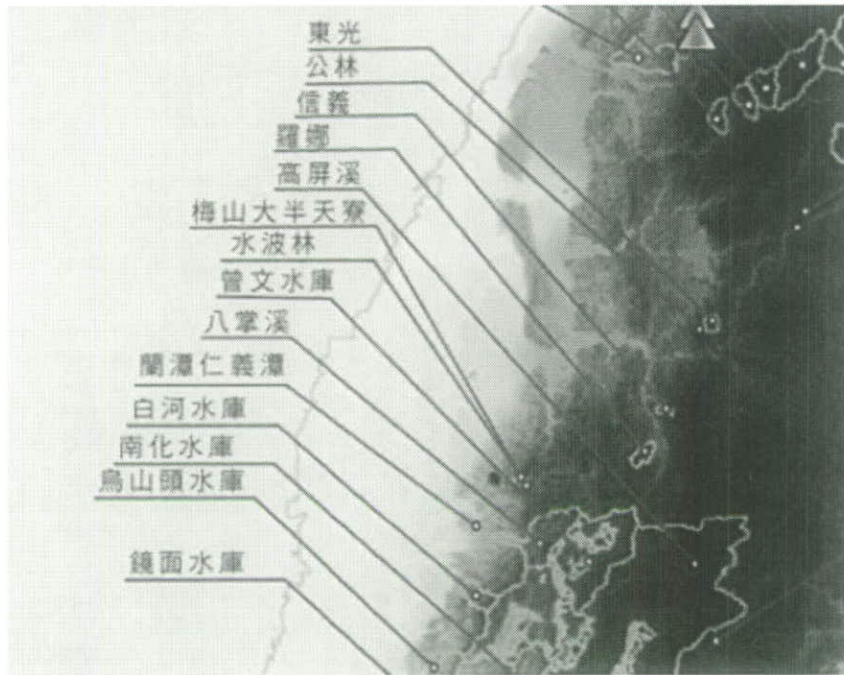 東光
公林
信義
羅娜
高屏溪
梅山大半天寮
水波林
曾文水庫
八掌溪
蘭潭仁義潭
白河水庫
南化水庫
烏山頭水庫
鏡面水庫